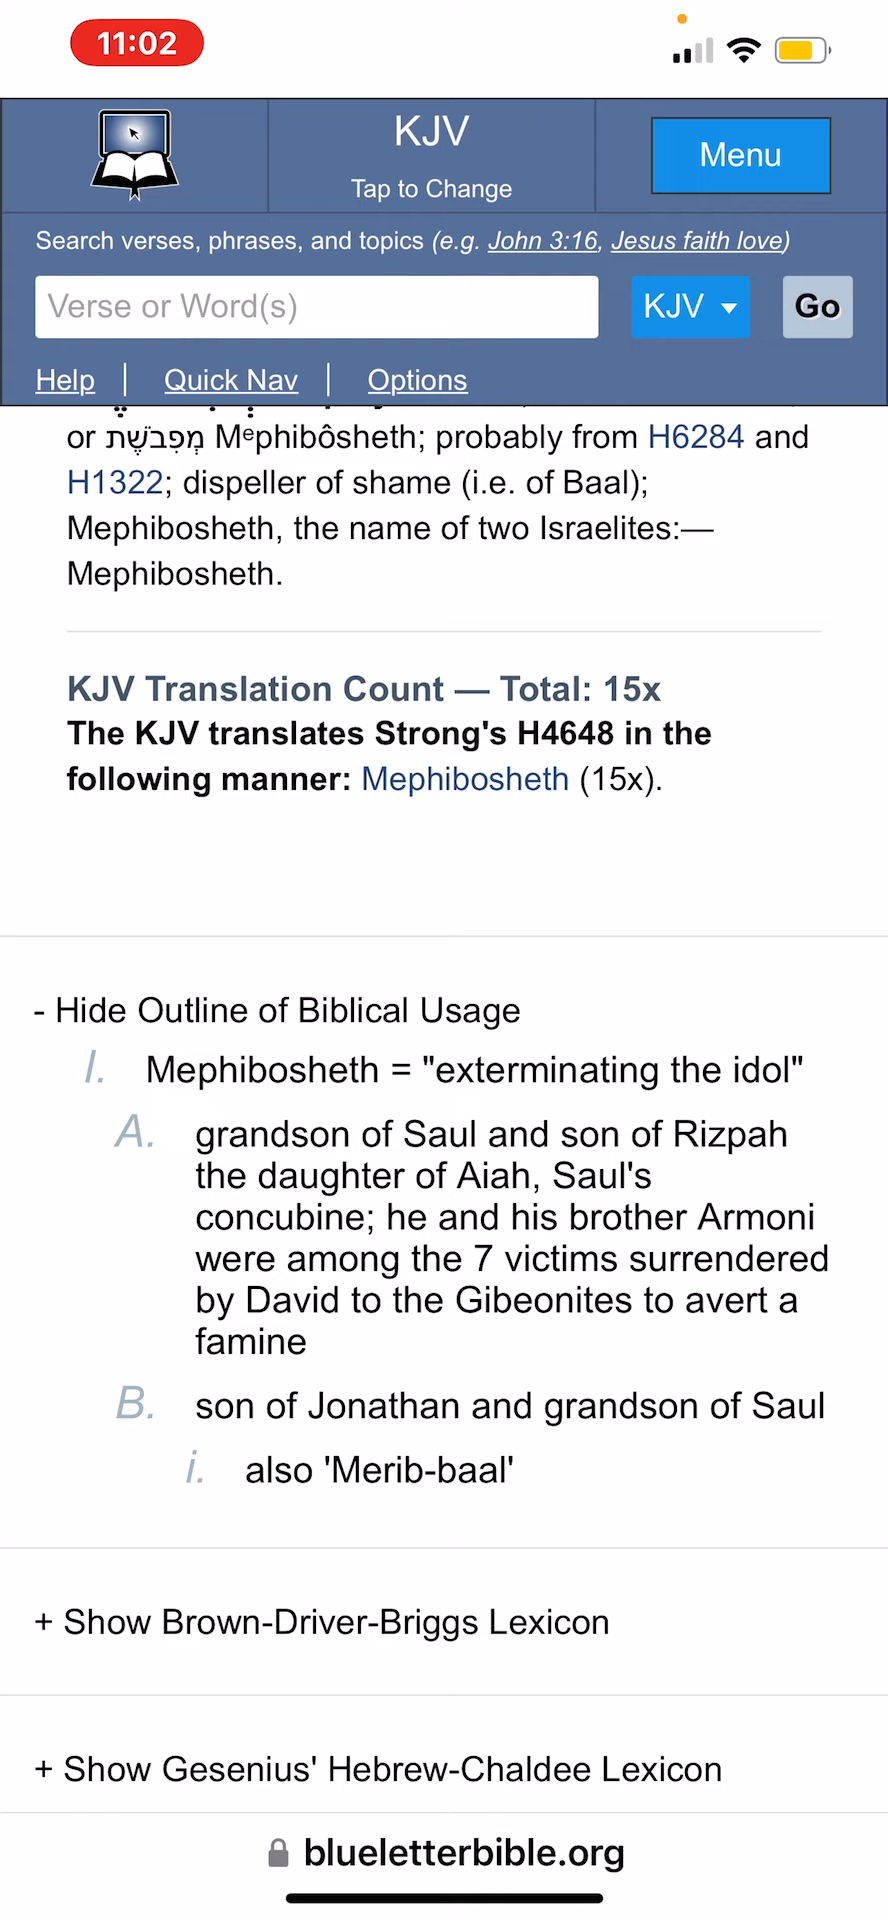 11:02
KJV
Tap to Change
Menu
Search verses, phrases, and topics (e.g. John 3:16, Jesus faith love)
Verse or Word(s)
KJV
Go
Help | Quick Nav | Options
or מְפִבֹשֶׁת Mᵉphibôsheth; probably from H6284 and
H1322; dispeller of shame (i.e. of Baal);
Mephibosheth, the name of two Israelites:—
Mephibosheth.
KJV Translation Count — Total: 15x
The KJV translates Strong's H4648 in the
following manner: Mephibosheth (15x).
- Hide Outline of Biblical Usage
I. Mephibosheth = "exterminating the idol"
A. grandson of Saul and son of Rizpah
the daughter of Aiah, Saul's
concubine; he and his brother Armoni
were among the 7 victims surrendered
by David to the Gibeonites to avert a
famine
B. son of Jonathan and grandson of Saul
i. also 'Merib-baal'
+ Show Brown-Driver-Briggs Lexicon
+ Show Gesenius' Hebrew-Chaldee Lexicon
blueletterbible.org